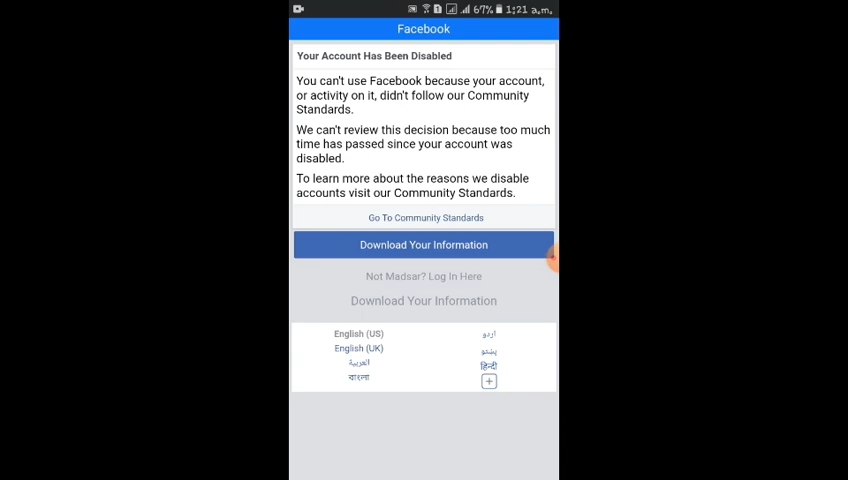 67% 1:21 a.m.
Facebook
Your Account Has Been Disabled
You can't use Facebook because your account,
or activity on it, didn't follow our Community
Standards.
We can't review this decision because too much
time has passed since your account was
disabled.
To learn more about the reasons we disable
accounts visit our Community Standards.
Go To Community Standards
Download Your Information
Not Madsar? Log In Here
Download Your Information
English (US)
اردو
English (UK)
پښتو
العربية
हिन्दी
বাংলা